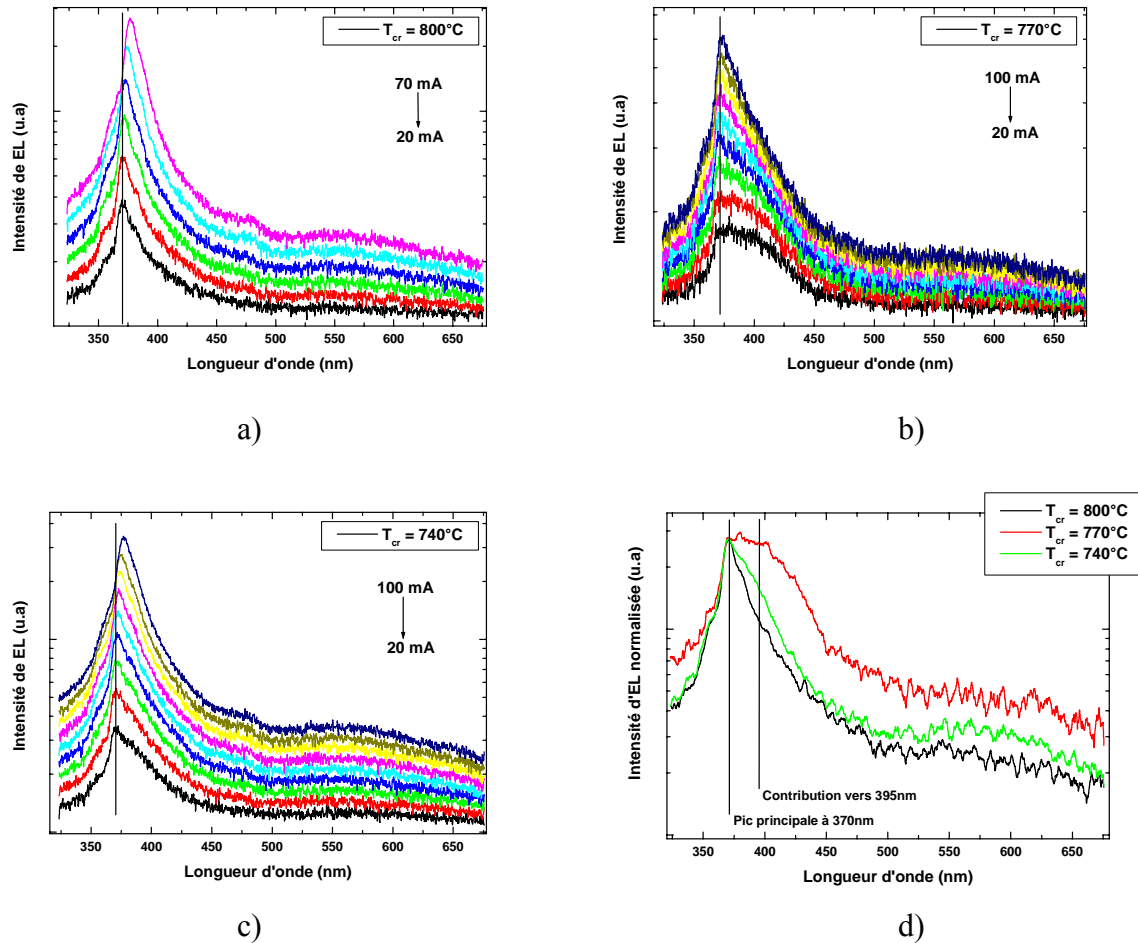 T_cr = 800°C
70 mA
20 mA
Intensité de EL (u.a)
350 400 450 500 550 600 650
Longueur d'onde (nm)
a)
T_cr = 770°C
100 mA
20 mA
Intensité de EL (u.a)
350 400 450 500 550 600 650
Longueur d'onde (nm)
b)
T_cr = 740°C
100 mA
20 mA
Intensité de EL (u.a)
350 400 450 500 550 600 650
Longueur d'onde (nm)
c)
T_cr = 800°C
T_cr = 770°C
T_cr = 740°C
Intensité d'EL normalisée (u.a)
Contribution vers 395nm
Pic principale à 370nm
350 400 450 500 550 600 650
Longueur d'onde (nm)
d)